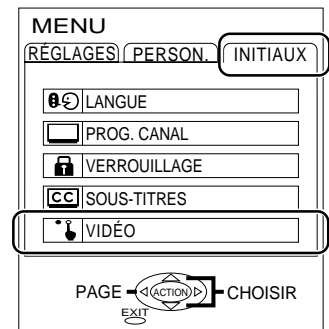 MENU
RÉGLAGES PERSON. INITIAUX
LANGUE
PROG. CANAL
VERROUILLAGE
CC SOUS-TITRES
VIDÉO
PAGE ACTION CHOISIR
EXIT